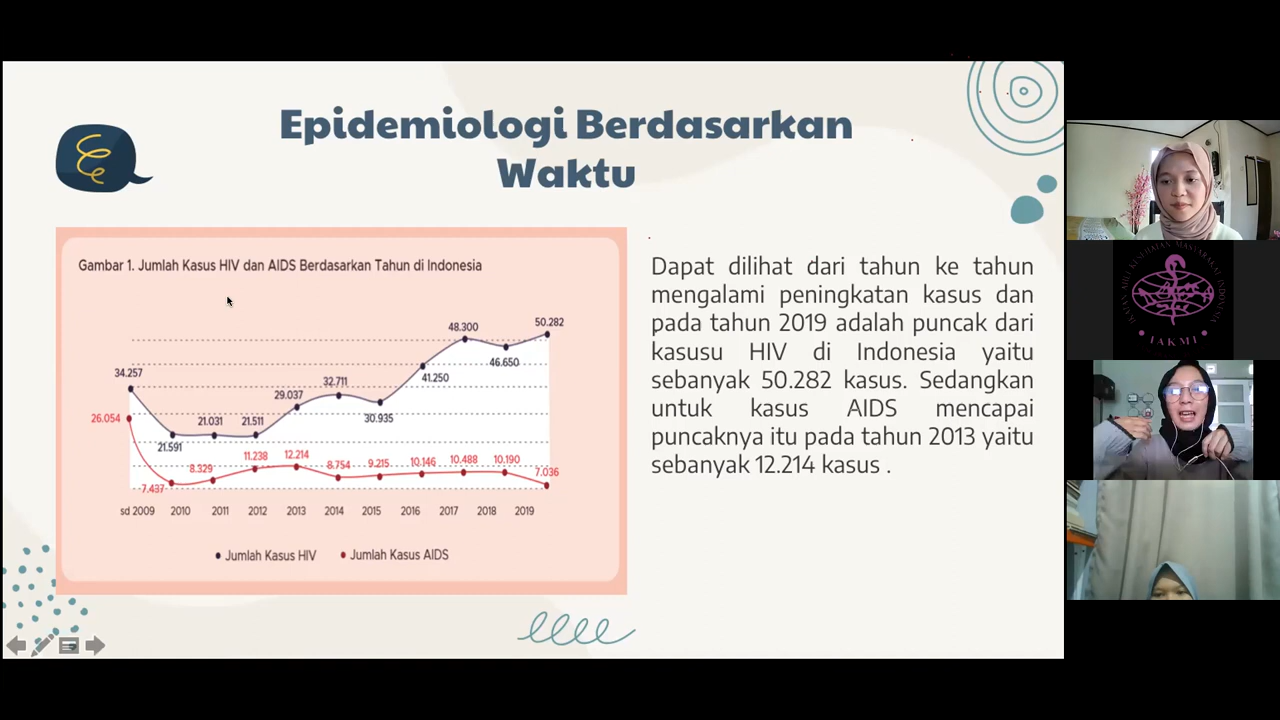 Epidemiologi Berdasarkan
Waktu
Gambar 1. Jumlah Kasus HIV dan AIDS Berdasarkan Tahun di Indonesia
34.257
21.591
21.031
21.511
29.037
32.711
30.935
41.250
48.300
46.650
50.282
26.054
7.437
8.329
11.238
12.214
8.754
9.215
10.146
10.488
10.190
7.036
sd 2009 2010 2011 2012 2013 2014 2015 2016 2017 2018 2019
Jumlah Kasus HIV Jumlah Kasus AIDS
Dapat dilihat dari tahun ke tahun
mengalami peningkatan kasus dan
pada tahun 2019 adalah puncak dari
kasusu HIV di Indonesia yaitu
sebanyak 50.282 kasus. Sedangkan
untuk kasus AIDS mencapai
puncaknya itu pada tahun 2013 yaitu
sebanyak 12.214 kasus .
IKATAN AHLI KESEHATAN MASYARAKAT INDONESIA
IAKMI